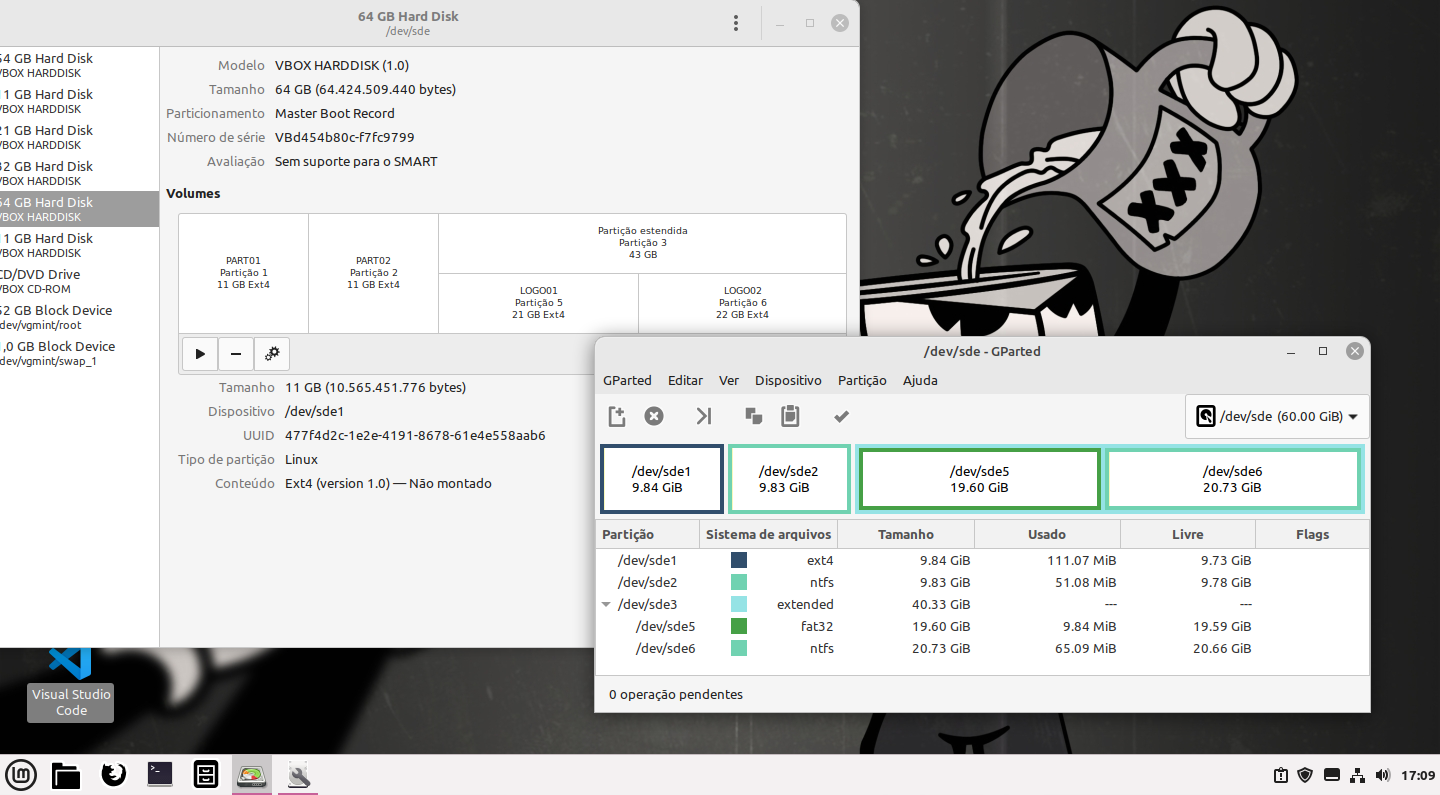 64 GB Hard Disk
/dev/sde
54 GB Hard Disk
VBOX HARDDISK
11 GB Hard Disk
VBOX HARDDISK
21 GB Hard Disk
VBOX HARDDISK
32 GB Hard Disk
VBOX HARDDISK
64 GB Hard Disk
VBOX HARDDISK
11 GB Hard Disk
VBOX HARDDISK
CD/DVD Drive
VBOX CD-ROM
52 GB Block Device
/dev/vgmint/root
1,0 GB Block Device
/dev/vgmint/swap_1
Modelo VBOX HARDDISK (1.0)
Tamanho 64 GB (64.424.509.440 bytes)
Particionamento Master Boot Record
Número de série VBd454b80c-f7fc9799
Avaliação Sem suporte para o SMART
Volumes
PART01
Partição 1
11 GB Ext4
PART02
Partição 2
11 GB Ext4
Partição estendida
Partição 3
43 GB
LOGO01
Partição 5
21 GB Ext4
LOGO02
Partição 6
22 GB Ext4
Tamanho 11 GB (10.565.451.776 bytes)
Dispositivo /dev/sde1
UUID 477f4d2c-1e2e-4191-8678-61e4e558aab6
Tipo de partição Linux
Conteúdo Ext4 (version 1.0) — Não montado
XXX
/dev/sde - GParted
GParted Editar Ver Dispositivo Partição Ajuda
/dev/sde (60.00 GiB)
/dev/sde1
9.84 GiB
/dev/sde2
9.83 GiB
/dev/sde5
19.60 GiB
/dev/sde6
20.73 GiB
Partição Sistema de arquivos Tamanho Usado Livre Flags
/dev/sde1 ext4 9.84 GiB 111.07 MiB 9.73 GiB
/dev/sde2 ntfs 9.83 GiB 51.08 MiB 9.78 GiB
/dev/sde3 extended 40.33 GiB --- ---
/dev/sde5 fat32 19.60 GiB 9.84 MiB 19.59 GiB
/dev/sde6 ntfs 20.73 GiB 65.09 MiB 20.66 GiB
0 operação pendentes
Visual Studio
Code
17:09